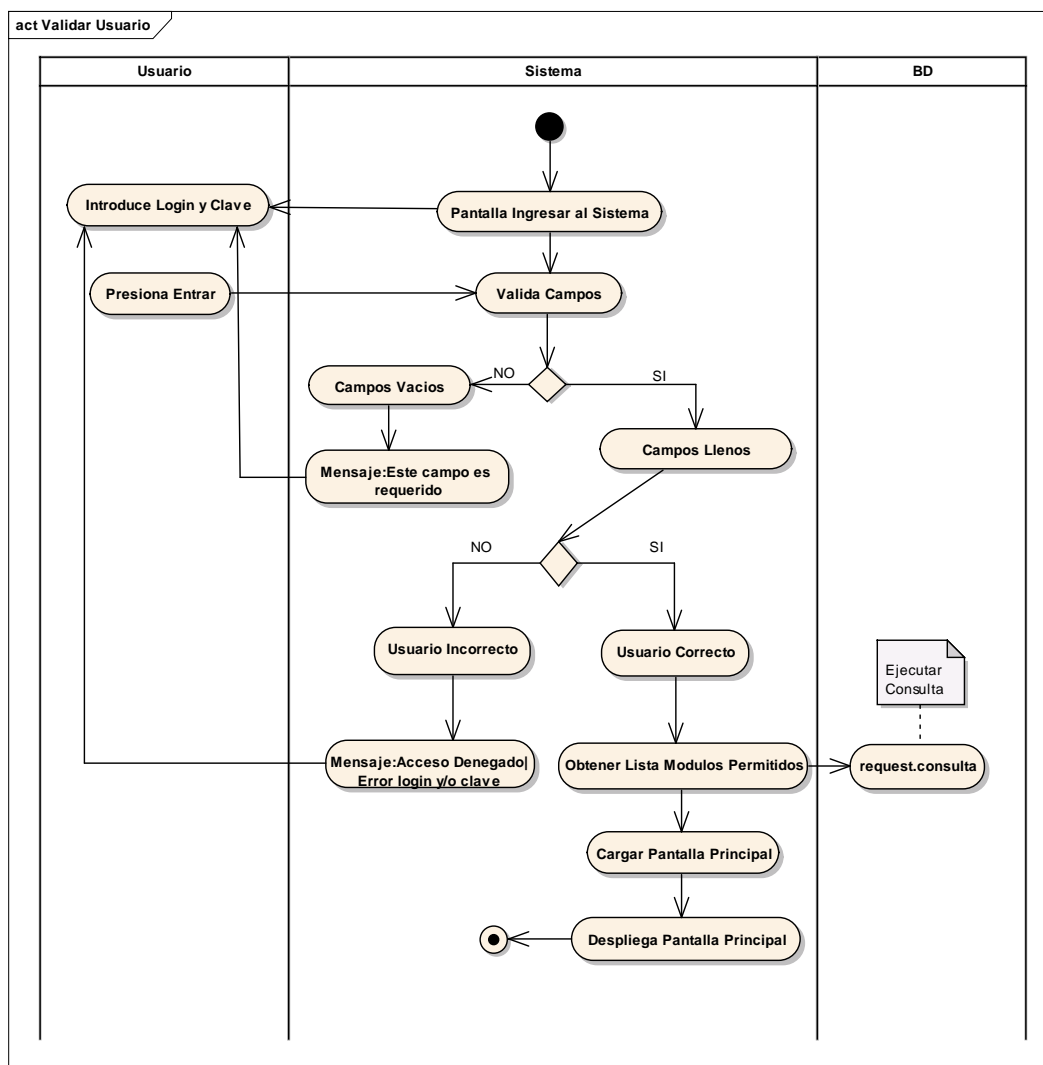 act Validar Usuario
Usuario
Sistema
BD
Introduce Login y Clave
Pantalla Ingresar al Sistema
Presiona Entrar
Valida Campos
NO
SI
Campos Vacios
Campos Llenos
Mensaje:Este campo es
requerido
NO
SI
Usuario Incorrecto
Usuario Correcto
Ejecutar
Consulta
Mensaje:Acceso Denegado|
Error login y/o clave
Obtener Lista Modulos Permitidos
request.consulta
Cargar Pantalla Principal
Despliega Pantalla Principal